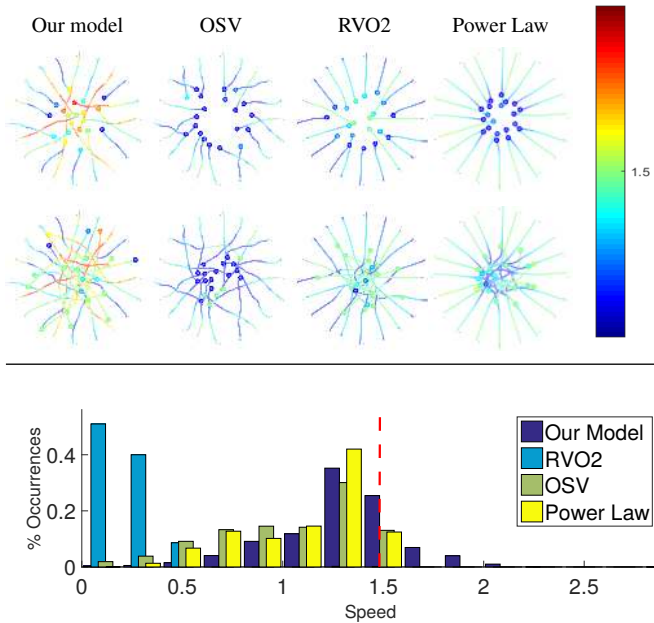 Our model OSV RVO2 Power Law
1.5
% Occurrences
0.4
0.2
0
Our Model
RVO2
OSV
Power Law
0 0.5 1 1.5 2 2.5
Speed